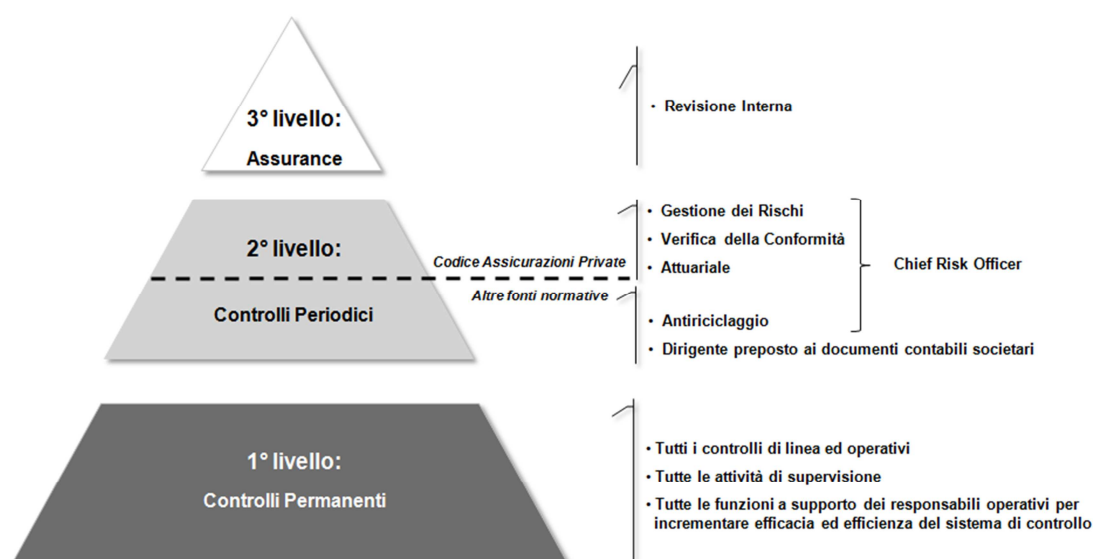 3° livello:
Assurance
• Revisione Interna
2° livello:
Controlli Periodici
Codice Assicurazioni Private
Altre fonti normative
• Gestione dei Rischi
• Verifica della Conformità
• Attuariale
Chief Risk Officer
• Antiriciclaggio
• Dirigente preposto ai documenti contabili societari
1° livello:
Controlli Permanenti
• Tutti i controlli di linea ed operativi
• Tutte le attività di supervisione
• Tutte le funzioni a supporto dei responsabili operativi per
incrementare efficacia ed efficienza del sistema di controllo